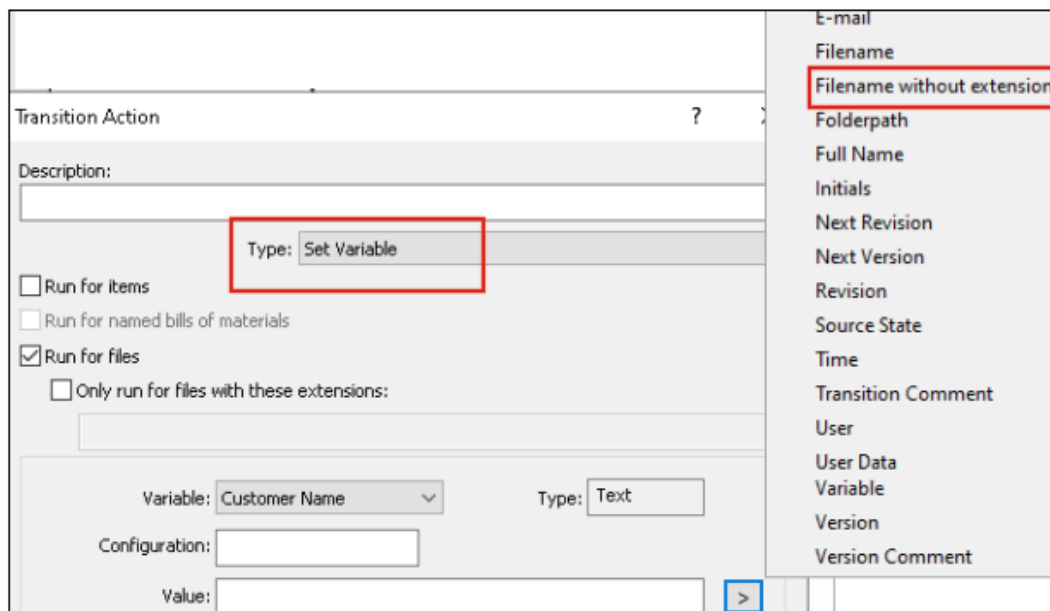 Transition Action
?
Description:
Type: Set Variable
Run for items
Run for named bills of materials
Run for files
Only run for files with these extensions:
Variable: Customer Name
Type: Text
Configuration:
Value:
>
E-mail
Filename
Filename without extension
Folderpath
Full Name
Initials
Next Revision
Next Version
Revision
Source State
Time
Transition Comment
User
User Data
Variable
Version
Version Comment